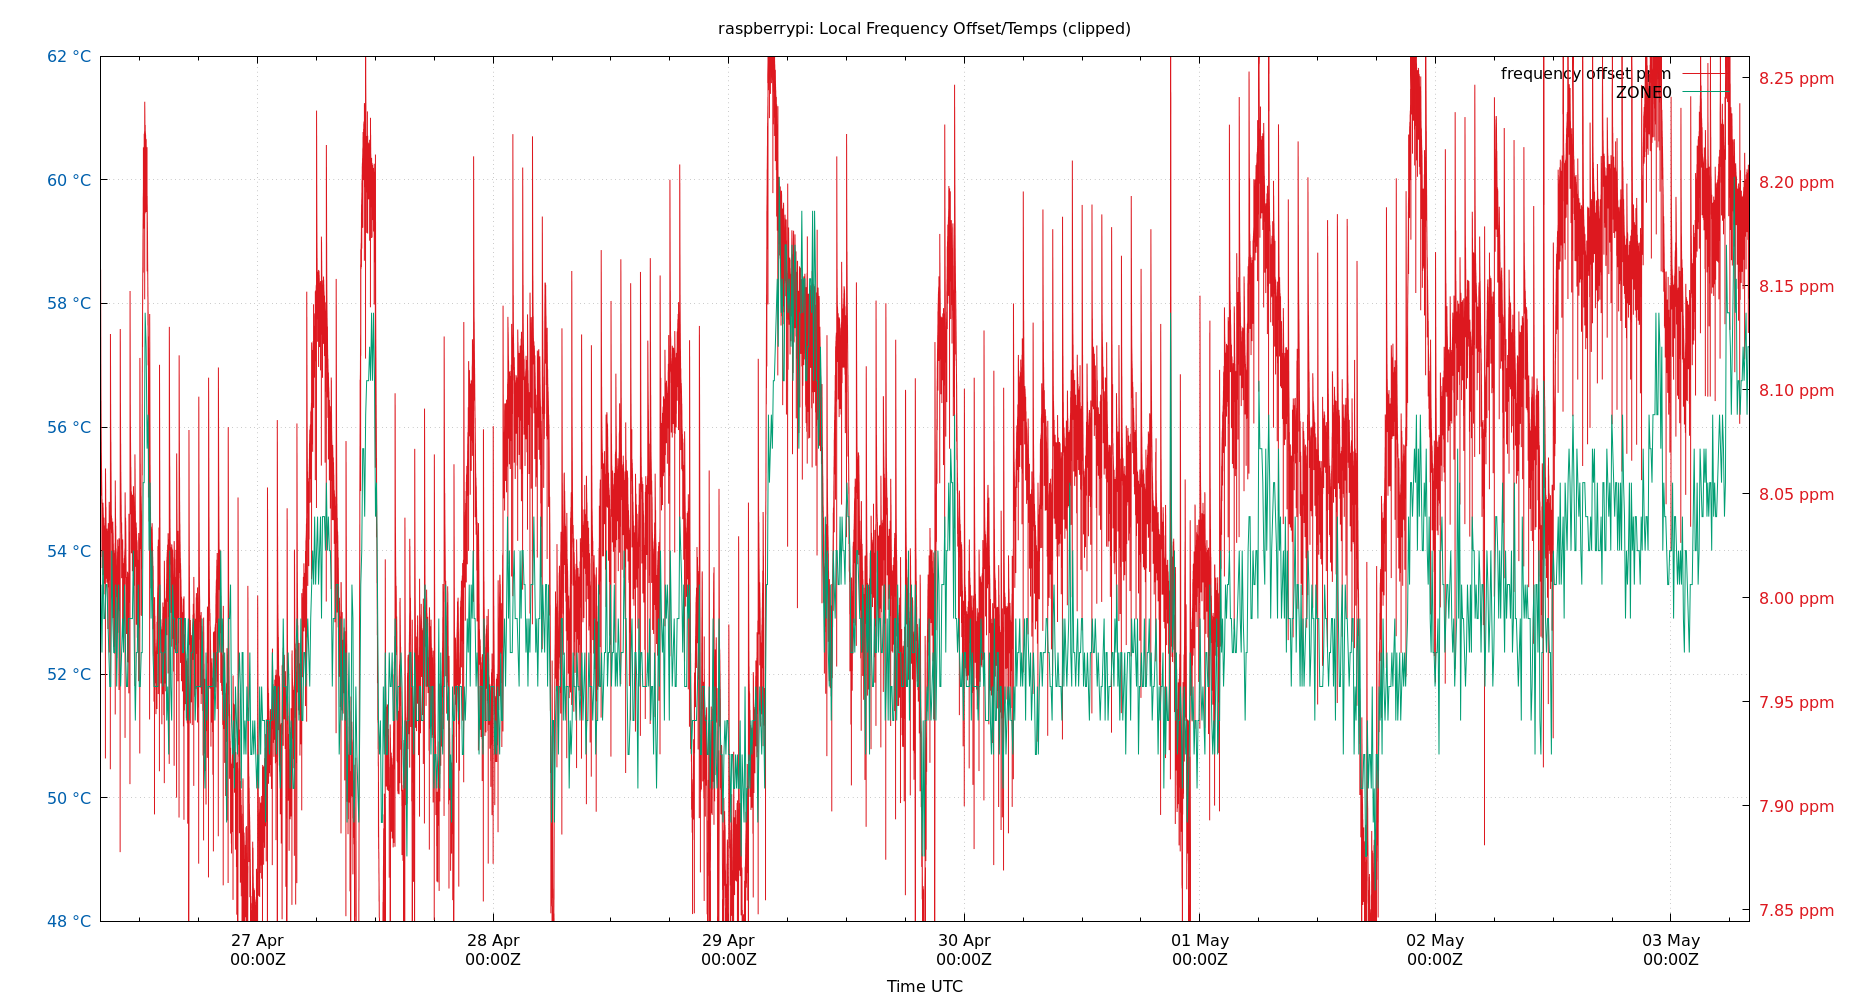 raspberrypi: Local Frequency Offset/Temps (clipped)
62 °C
60 °C
58 °C
56 °C
54 °C
52 °C
50 °C
48 °C
frequency offset ppm
ZONE0
8.25 ppm
8.20 ppm
8.15 ppm
8.10 ppm
8.05 ppm
8.00 ppm
7.95 ppm
7.90 ppm
7.85 ppm
27 Apr 28 Apr 29 Apr 30 Apr 01 May 02 May 03 May
00:00Z 00:00Z 00:00Z 00:00Z 00:00Z 00:00Z 00:00Z
Time UTC